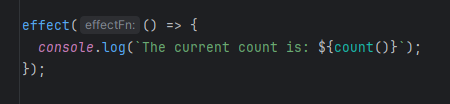 effect( effectFn: () => {
  console.log(`The current count is: ${count()}`);
});